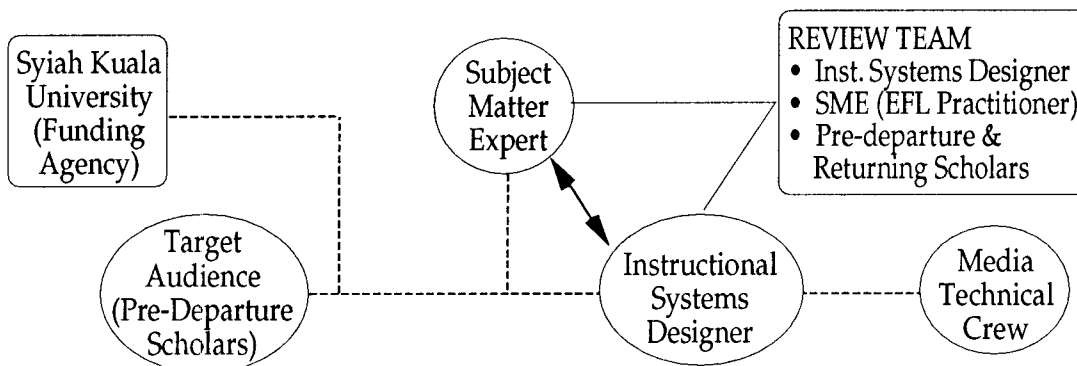 Syiah Kuala
University
(Funding
Agency)
Subject
Matter
Expert
REVIEW TEAM
• Inst. Systems Designer
• SME (EFL Practitioner)
• Pre-departure &
Returning Scholars
Target
Audience
(Pre-Departure
Scholars)
Instructional
Systems
Designer
Media
Technical
Crew